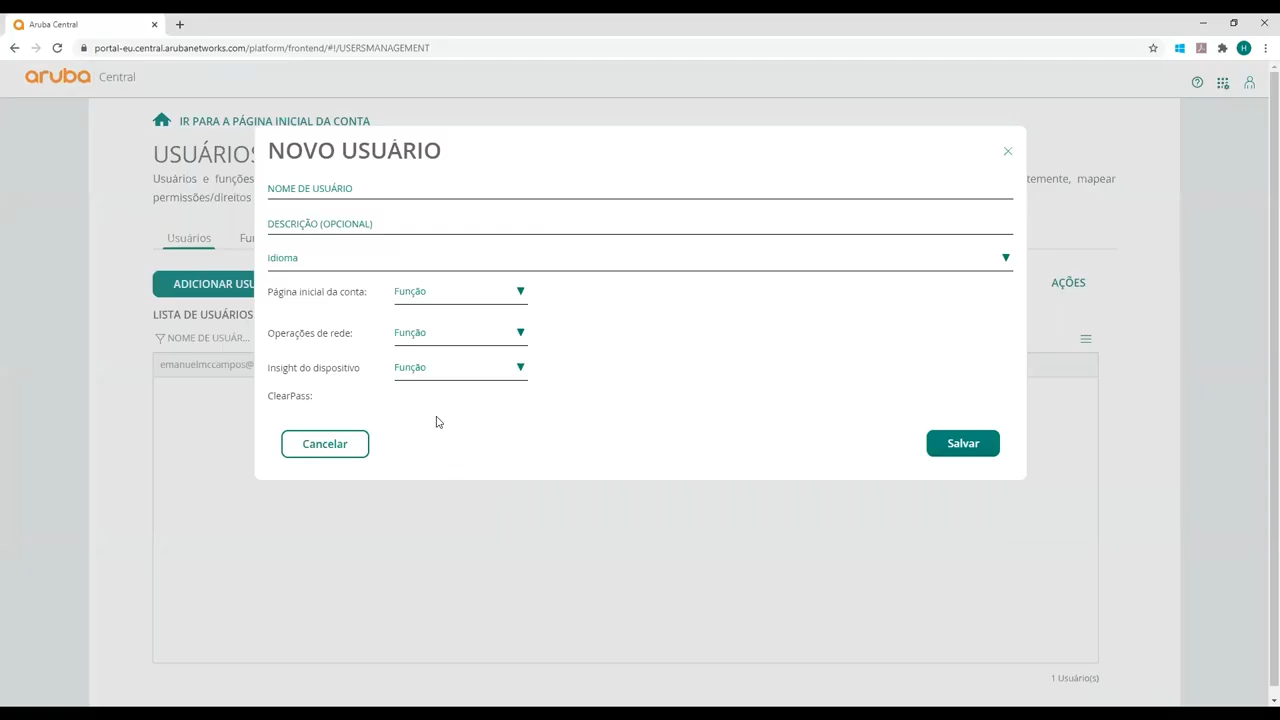 Aruba Central
portal-eu.central.arubanetworks.com/platform/frontend/#!/USERSMANAGEMENT
H
aruba Central
IR PARA A PÁGINA INICIAL DA CONTA
USUÁRIOS
Usuários e funções
temente, mapear
permissões/direitos
Usuários
Fu
ADICIONAR USU
AÇÕES
LISTA DE USUÁRIOS
NOME DE USUÁR...
emanuelmccampos@
NOVO USUÁRIO
NOME DE USUÁRIO
DESCRIÇÃO (OPCIONAL)
Idioma
Página inicial da conta: Função
Operações de rede: Função
Insight do dispositivo Função
ClearPass:
Cancelar
Salvar
1 Usuário(s)